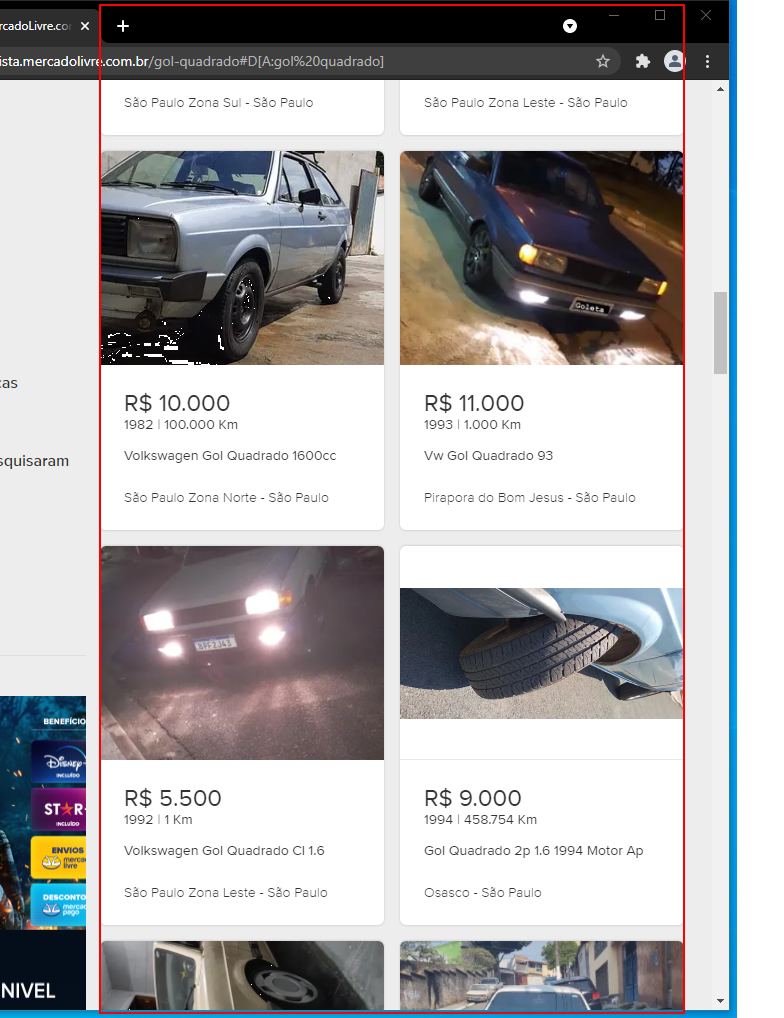 rcadoLivre.co
ista.mercadolivre.com.br/gol-quadrado#D[A:gol%20quadrado]
São Paulo Zona Sul - São Paulo
São Paulo Zona Leste - São Paulo
cas
squisaram
Goleta
R$ 10.000
1982 | 100.000 Km
Volkswagen Gol Quadrado 1600cc
São Paulo Zona Norte - São Paulo
R$ 11.000
1993 | 1.000 Km
Vw Gol Quadrado 93
Pirapora do Bom Jesus - São Paulo
R$ 5.500
1992 | 1 Km
Volkswagen Gol Quadrado Cl 1.6
São Paulo Zona Leste - São Paulo
R$ 9.000
1994 | 458.754 Km
Gol Quadrado 2p 1.6 1994 Motor Ap
Osasco - São Paulo
BENEFÍCIO
Disney
INCLUÍDO
STAR
INCLUÍDO
ENVIOS
merca
livre
DESCONTO
merca
pago
NIVEL